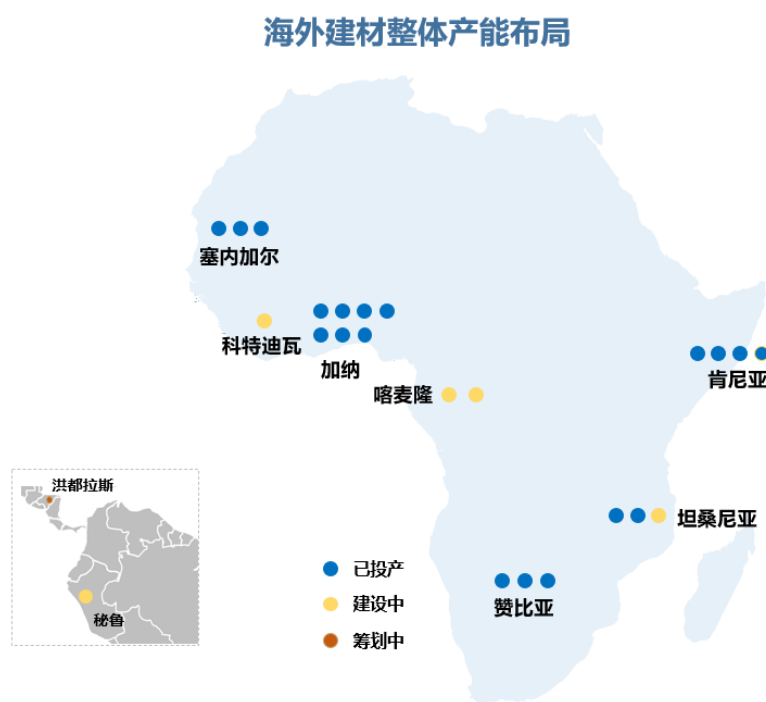 海外建材整体产能布局
塞内加尔
科特迪瓦
加纳
喀麦隆
肯尼亚
坦桑尼亚
赞比亚
洪都拉斯
秘鲁
已投产
建设中
筹划中